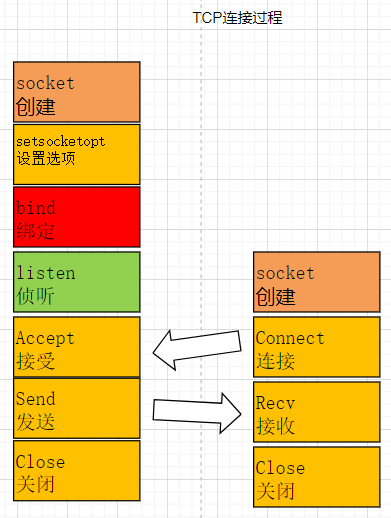 TCP连接过程
socket
创建
setsocketopt
设置选项
bind
绑定
listen
侦听
Accept
接受
Send
发送
Close
关闭
socket
创建
Connect
连接
Recv
接收
Close
关闭